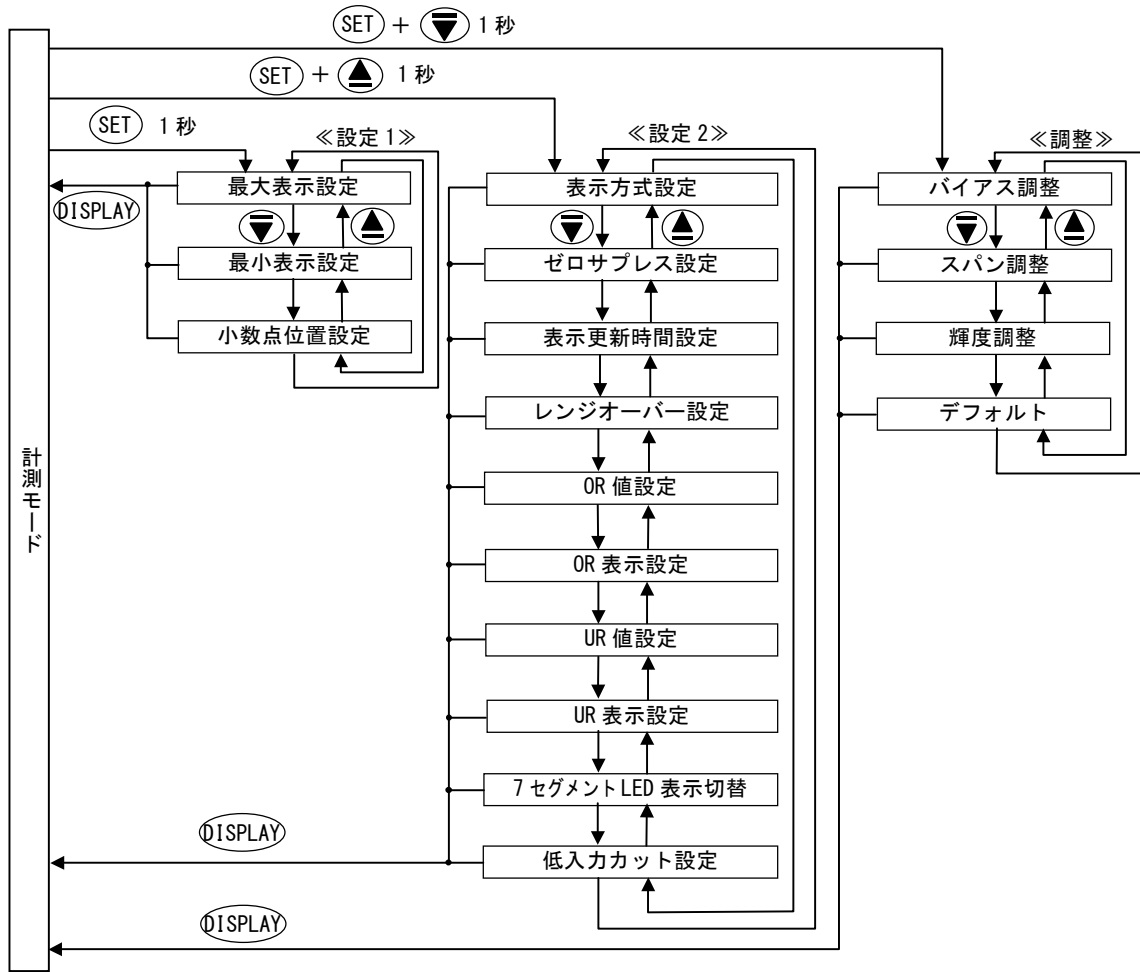 SET + 1秒
SET + 1秒
SET 1秒
≪設定1≫
≪設定2≫
≪調整≫
計測モード
DISPLAY
最大表示設定
最小表示設定
小数点位置設定
表示方式設定
ゼロサプレス設定
表示更新時間設定
レンジオーバー設定
OR値設定
OR表示設定
UR値設定
UR表示設定
7セグメントLED表示切替
低入力カット設定
バイアス調整
スパン調整
輝度調整
デフォルト
DISPLAY
DISPLAY